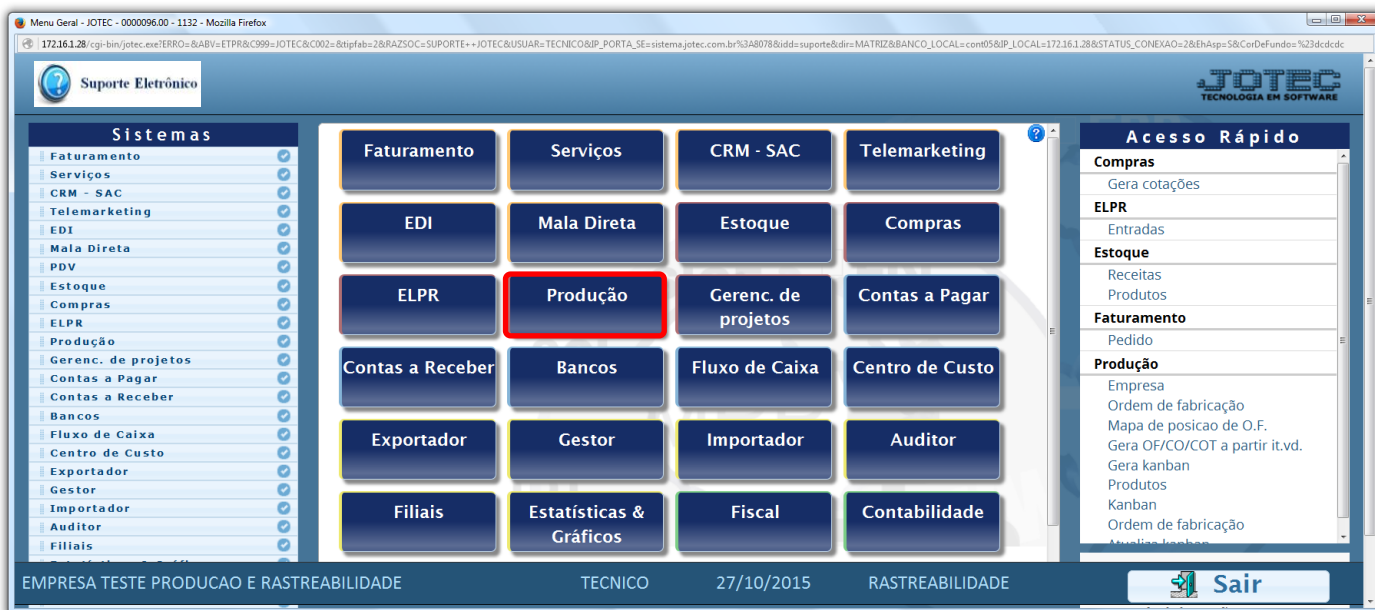 Menu Geral - JOTEC - 0000096.00 - 1132 - Mozilla Firefox
172.16.1.28/cgi-bin/jotec.exe?ERRO=&ABV=ETPR&C999=JOTEC&C002=&tipfab=2&RAZSOC=SUPORTE++JOTEC&USUAR=TECNICO&IP_PORTA_SE=sistema.jotec.com.br%3A8078&idd=suporte&dir=MATRIZ&BANCO_LOCAL=cont05&IP_LOCAL=172.16.1.28&STATUS_CONEXAO=2&EhAsp=S&CorDeFundo=%23dcdcdc
Suporte Eletrônico
JOTEC
TECNOLOGIA EM SOFTWARE
Sistemas
Faturamento
Serviços
CRM - SAC
Telemarketing
EDI
Mala Direta
PDV
Estoque
Compras
ELPR
Produção
Gerenc. de projetos
Contas a Pagar
Contas a Receber
Bancos
Fluxo de Caixa
Centro de Custo
Exportador
Gestor
Importador
Auditor
Filiais
Faturamento
Serviços
CRM - SAC
Telemarketing
EDI
Mala Direta
Estoque
Compras
ELPR
Produção
Gerenc. de
projetos
Contas a Pagar
Contas a Receber
Bancos
Fluxo de Caixa
Centro de Custo
Exportador
Gestor
Importador
Auditor
Filiais
Estatísticas &
Gráficos
Fiscal
Contabilidade
Acesso Rápido
Compras
Gera cotações
ELPR
Entradas
Estoque
Receitas
Produtos
Faturamento
Pedido
Produção
Empresa
Ordem de fabricação
Mapa de posicao de O.F.
Gera OF/CO/COT a partir it.vd.
Gera kanban
Produtos
Kanban
Ordem de fabricação
Atualiza kanban
EMPRESA TESTE PRODUCAO E RASTREABILIDADE
TECNICO
27/10/2015
RASTREABILIDADE
Sair